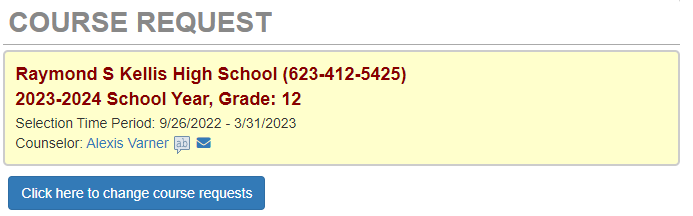 COURSE REQUEST
Raymond S Kellis High School (623-412-5425)
2023-2024 School Year, Grade: 12
Selection Time Period: 9/26/2022 - 3/31/2023
Counselor: Alexis Varner ab
Click here to change course requests